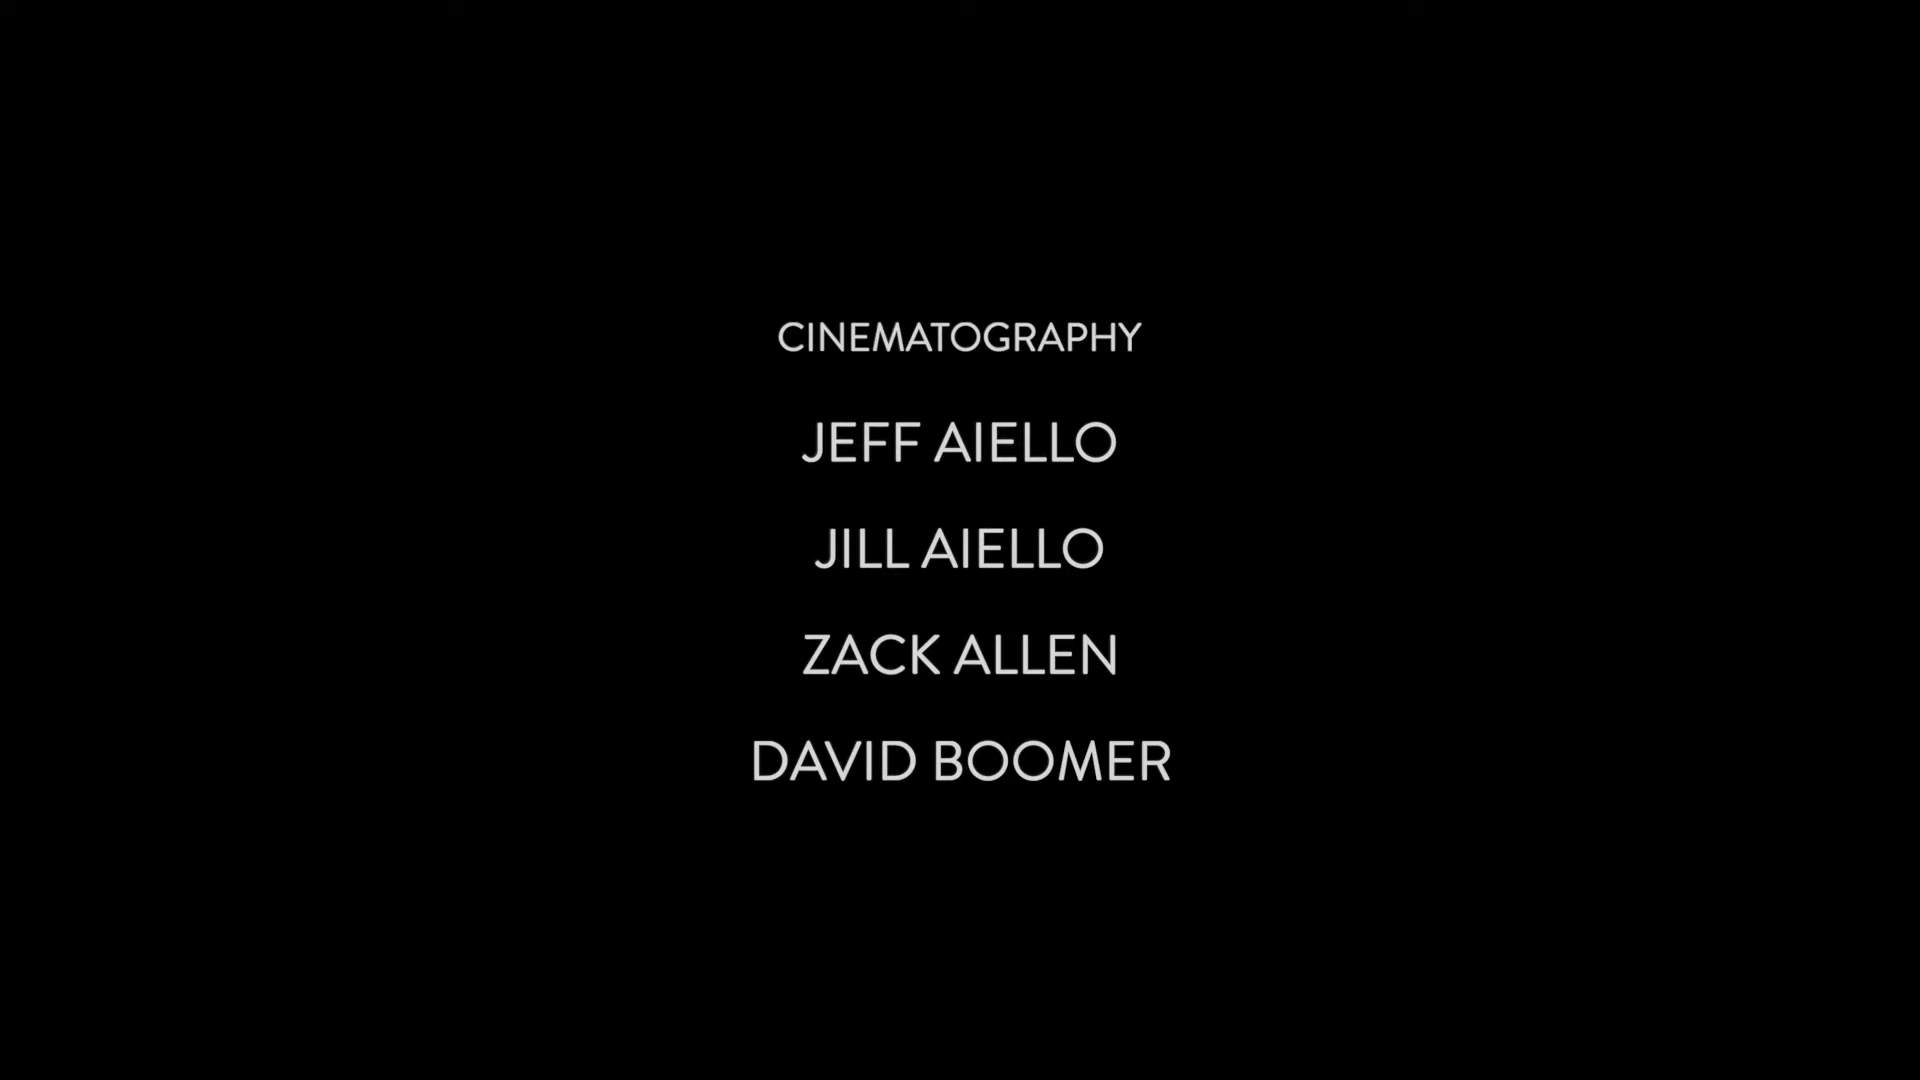 CINEMATOGRAPHY
JEFF AIELLO
JILL AIELLO
ZACK ALLEN
DAVID BOOMER